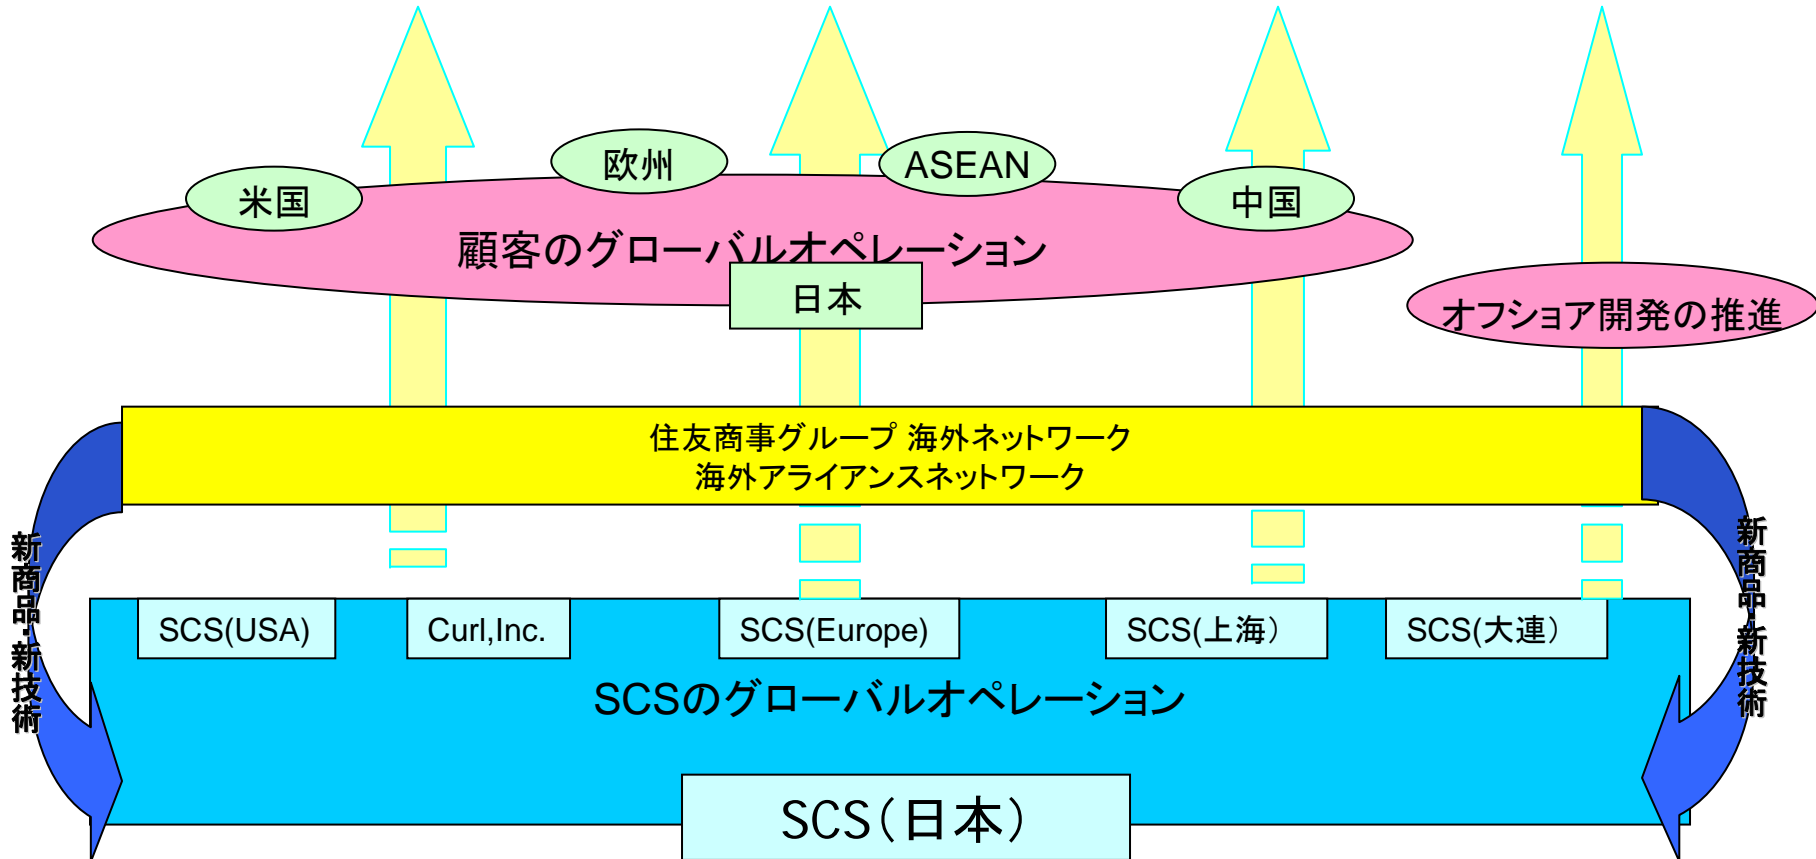 欧州
ASEAN
米国
中国
顧客のグローバルオペレーション
日本
オフショア開発の推進
住友商事グループ 海外ネットワーク
海外アライアンスネットワーク
新商品・新技術
新商品・新技術
SCS(USA)
Curl,Inc.
SCS(Europe)
SCS(上海）
SCS(大連）
SCSのグローバルオペレーション
SCS(日本)